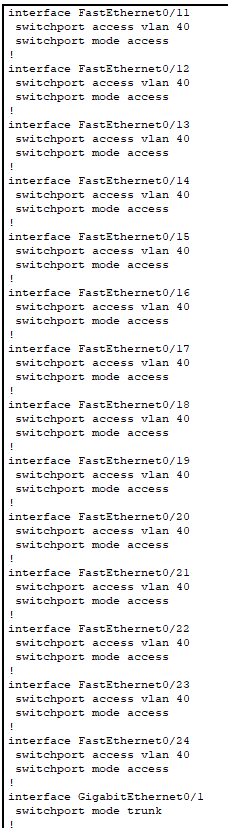 interface FastEthernet0/11
switchport access vlan 40
switchport mode access
!
interface FastEthernet0/12
switchport access vlan 40
switchport mode access
!
interface FastEthernet0/13
switchport access vlan 40
switchport mode access
!
interface FastEthernet0/14
switchport access vlan 40
switchport mode access
!
interface FastEthernet0/15
switchport access vlan 40
switchport mode access
!
interface FastEthernet0/16
switchport access vlan 40
switchport mode access
!
interface FastEthernet0/17
switchport access vlan 40
switchport mode access
!
interface FastEthernet0/18
switchport access vlan 40
switchport mode access
!
interface FastEthernet0/19
switchport access vlan 40
switchport mode access
!
interface FastEthernet0/20
switchport access vlan 40
switchport mode access
!
interface FastEthernet0/21
switchport access vlan 40
switchport mode access
!
interface FastEthernet0/22
switchport access vlan 40
switchport mode access
!
interface FastEthernet0/23
switchport access vlan 40
switchport mode access
!
interface FastEthernet0/24
switchport access vlan 40
switchport mode access
!
interface GigabitEthernet0/1
switchport mode trunk
!